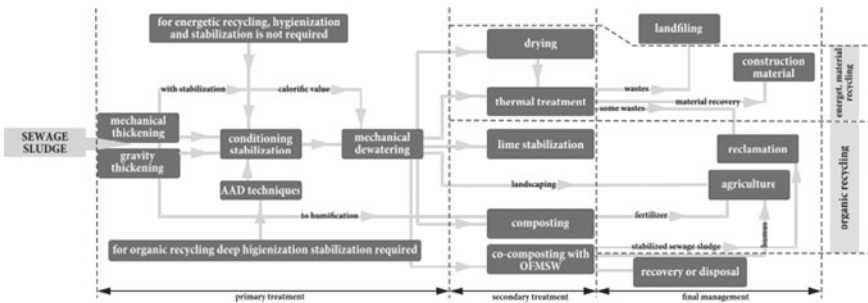 for energetic recycling, hygienization
and stabilization is not required
drying
landfiling
construction
material
energet. material
recycling
with stabilization
calorific value
wastes
thermal treatment
some wastes
material recovery
mechanical
thickening
SEWAGE
SLUDGE
gravity
thickening
conditioning
stabilization
mechanical
dewatering
lime stabilization
reclamation
AAD techniques
landscaping
agriculture
organic recycling
to humification
composting
fertilizer
humus
for organic recycling deep higienization stabilization required
co-composting with
OFMSW
stabilized sewage sludge
recovery or disposal
primary treatment
secondary treatment
final management